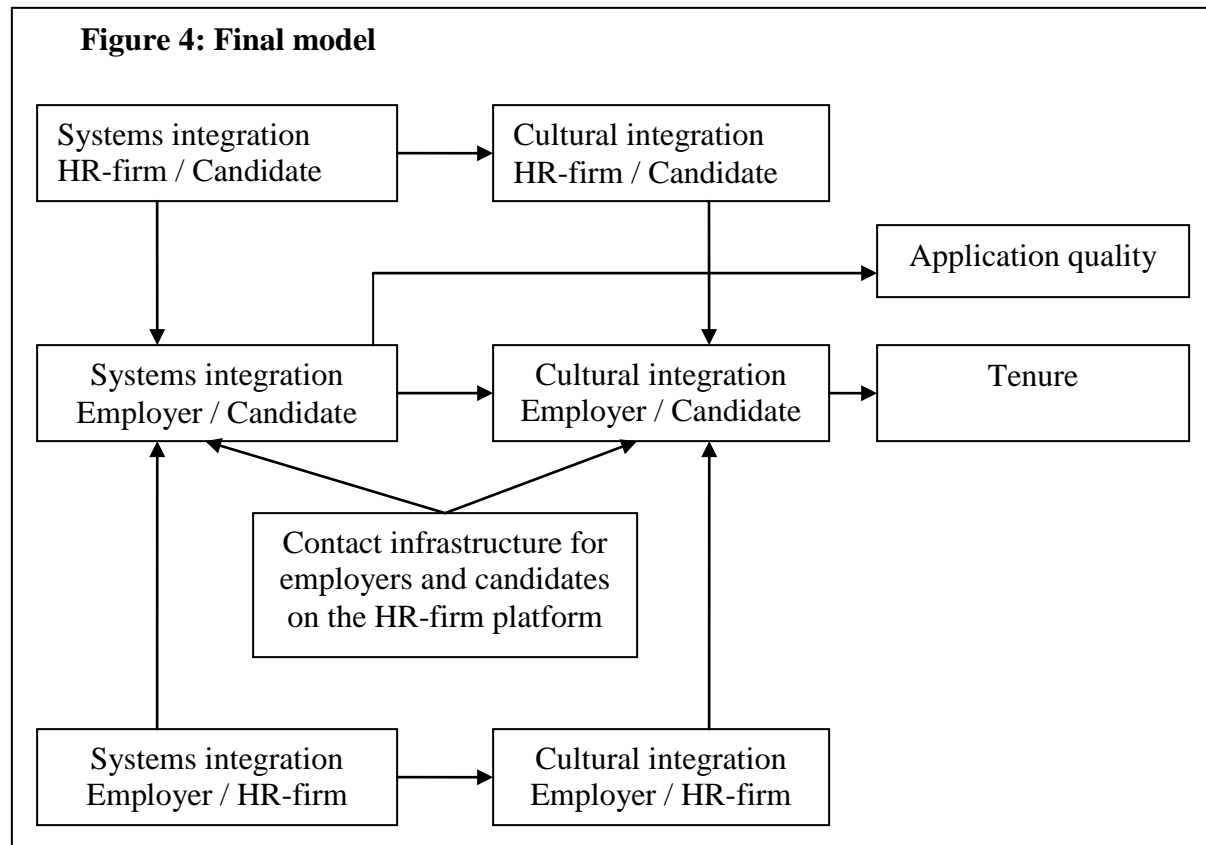 Figure 4: Final model
Systems integration
HR-firm / Candidate
Cultural integration
HR-firm / Candidate
Application quality
Systems integration
Employer / Candidate
Cultural integration
Employer / Candidate
Tenure
Contact infrastructure for
employers and candidates
on the HR-firm platform
Systems integration
Employer / HR-firm
Cultural integration
Employer / HR-firm